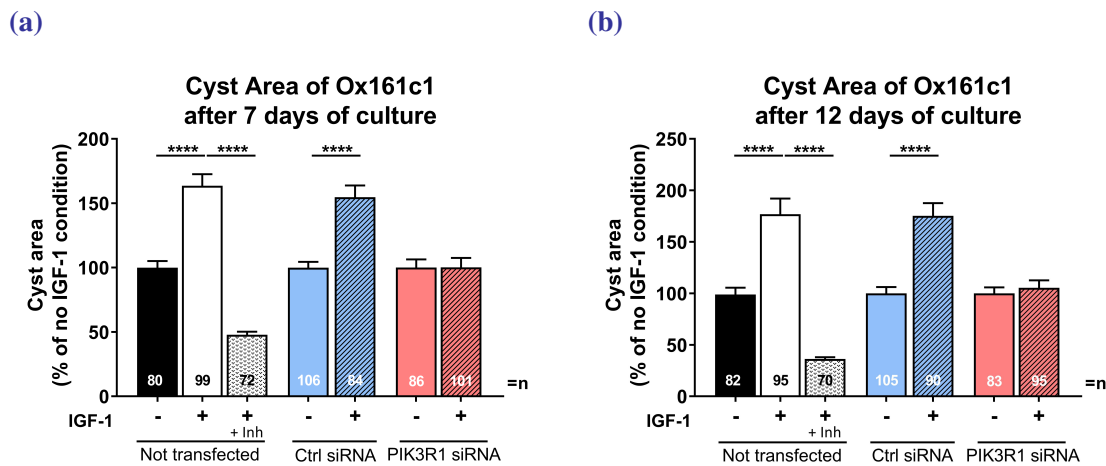 (a)
Cyst Area of Ox161c1
after 7 days of culture
Cyst area
(% of no IGF-1 condition)
200
150
100
50
0
**** **** ****
80 99 72 106 84 86 101 =n
IGF-1 - + + - + - +
+ Inh
Not transfected Ctrl siRNA PIK3R1 siRNA
(b)
Cyst Area of Ox161c1
after 12 days of culture
Cyst area
(% of no IGF-1 condition)
250
200
150
100
50
0
**** **** ****
82 95 70 105 90 83 95 =n
IGF-1 - + + - + - +
+ Inh
Not transfected Ctrl siRNA PIK3R1 siRNA